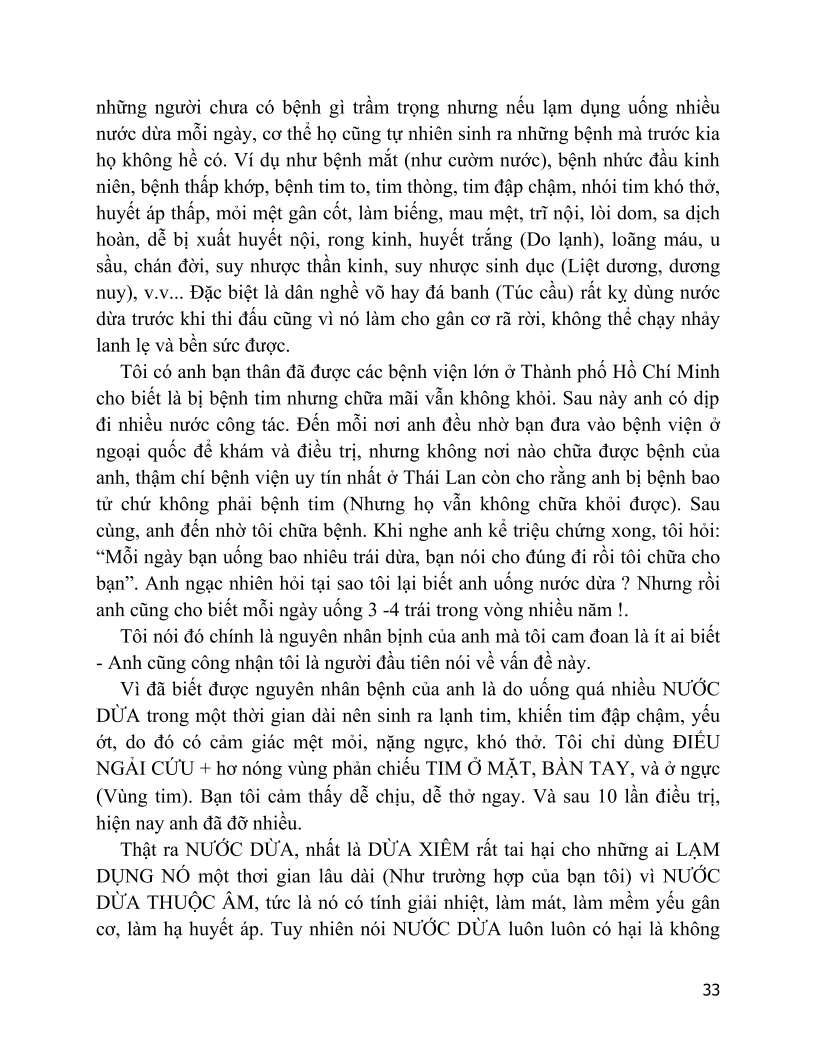 những người chưa có bệnh gì trầm trọng nhưng nếu lạm dụng uống nhiều
nước dừa mỗi ngày, cơ thể họ cũng tự nhiên sinh ra những bệnh mà trước kia
họ không hề có. Ví dụ như bệnh mắt (như cườm nước), bệnh nhức đầu kinh
niên, bệnh thấp khớp, bệnh tim to, tim thòng, tim đập chậm, nhói tim khó thở,
huyết áp thấp, mỏi mệt gân cốt, làm biếng, mau mệt, trĩ nội, lòi dom, sa dịch
hoàn, dễ bị xuất huyết nội, rong kinh, huyết trắng (Do lạnh), loãng máu, u
sầu, chán đời, suy nhược thần kinh, suy nhược sinh dục (Liệt dương, dương
nuy), v.v... Đặc biệt là dân nghề võ hay đá banh (Túc cầu) rất kỵ dùng nước
dừa trước khi thi đấu cũng vì nó làm cho gân cơ rã rời, không thể chạy nhảy
lanh lẹ và bền sức được.
Tôi có anh bạn thân đã được các bệnh viện lớn ở Thành phố Hồ Chí Minh
cho biết là bị bệnh tim nhưng chữa mãi vẫn không khỏi. Sau này anh có dịp
đi nhiều nước công tác. Đến mỗi nơi anh đều nhờ bạn đưa vào bệnh viện ở
ngoại quốc để khám và điều trị, nhưng không nơi nào chữa được bệnh của
anh, thậm chí bệnh viện uy tín nhất ở Thái Lan còn cho rằng anh bị bệnh bao
tử chứ không phải bệnh tim (Nhưng họ vẫn không chữa khỏi được). Sau
cùng, anh đến nhờ tôi chữa bệnh. Khi nghe anh kể triệu chứng xong, tôi hỏi:
“Mỗi ngày bạn uống bao nhiêu trái dừa, bạn nói cho đúng đi rồi tôi chữa cho
bạn”. Anh ngạc nhiên hỏi tại sao tôi lại biết anh uống nước dừa ? Nhưng rồi
anh cũng cho biết mỗi ngày uống 3 -4 trái trong vòng nhiều năm !.
Tôi nói đó chính là nguyên nhân bịnh của anh mà tôi cam đoan là ít ai biết
- Anh cũng công nhận tôi là người đầu tiên nói về vấn đề này.
Vì đã biết được nguyên nhân bệnh của anh là do uống quá nhiều NƯỚC
DỪA trong một thời gian dài nên sinh ra lạnh tim, khiến tim đập chậm, yếu
ớt, do đó có cảm giác mệt mỏi, nặng ngực, khó thở. Tôi chỉ dùng ĐIẾU
NGẢI CỨU + hơ nóng vùng phản chiếu TIM Ở MẶT, BÀN TAY, và ở ngực
(Vùng tim). Bạn tôi cảm thấy dễ chịu, dễ thở ngay. Và sau 10 lần điều trị,
hiện nay anh đã đỡ nhiều.
Thật ra NƯỚC DỪA, nhất là DỪA XIÊM rất tai hại cho những ai LẠM
DỤNG NÓ một thơi gian lâu dài (Như trường hợp của bạn tôi) vì NƯỚC
DỪA THUỘC ÂM, tức là nó có tính giải nhiệt, làm mát, làm mềm yếu gân
cơ, làm hạ huyết áp. Tuy nhiên nói NƯỚC DỪA luôn luôn có hại là không
33